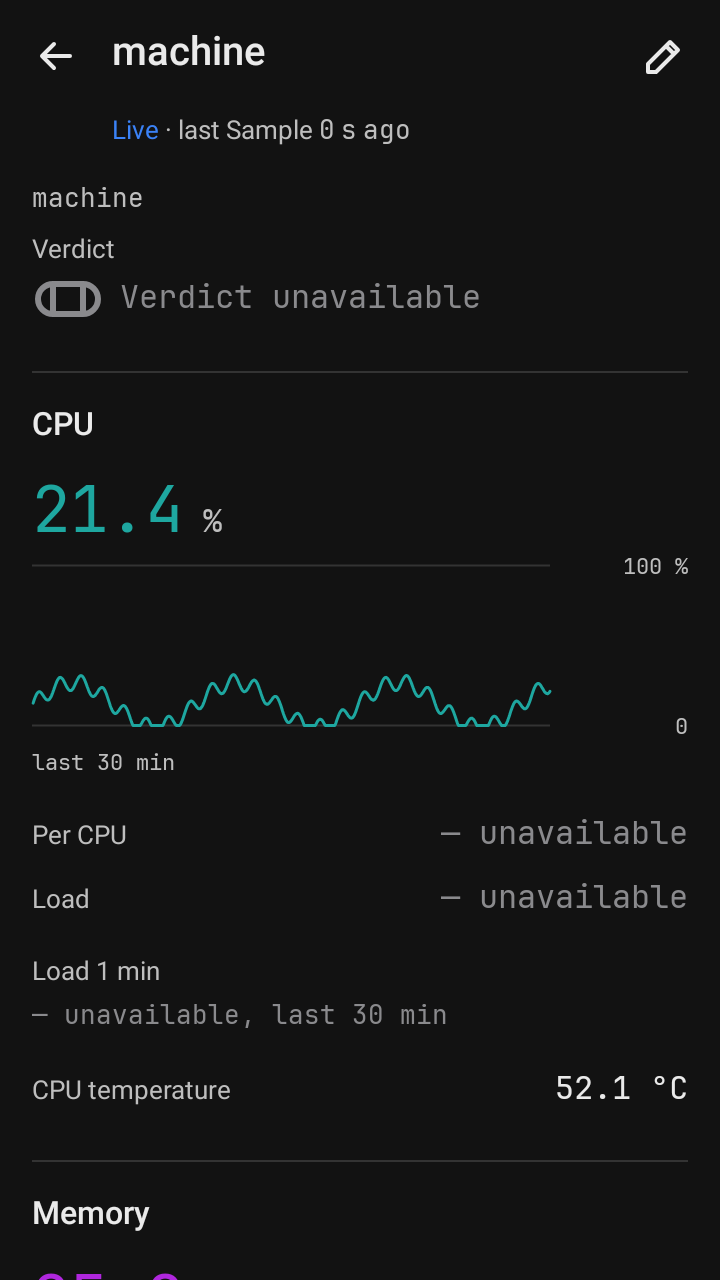 machine
Live · last Sample 0 s ago
machine
Verdict
Verdict unavailable
CPU
21.4 %
100 %
0
last 30 min
Per CPU — unavailable
Load — unavailable
Load 1 min
— unavailable, last 30 min
CPU temperature 52.1 °C
Memory